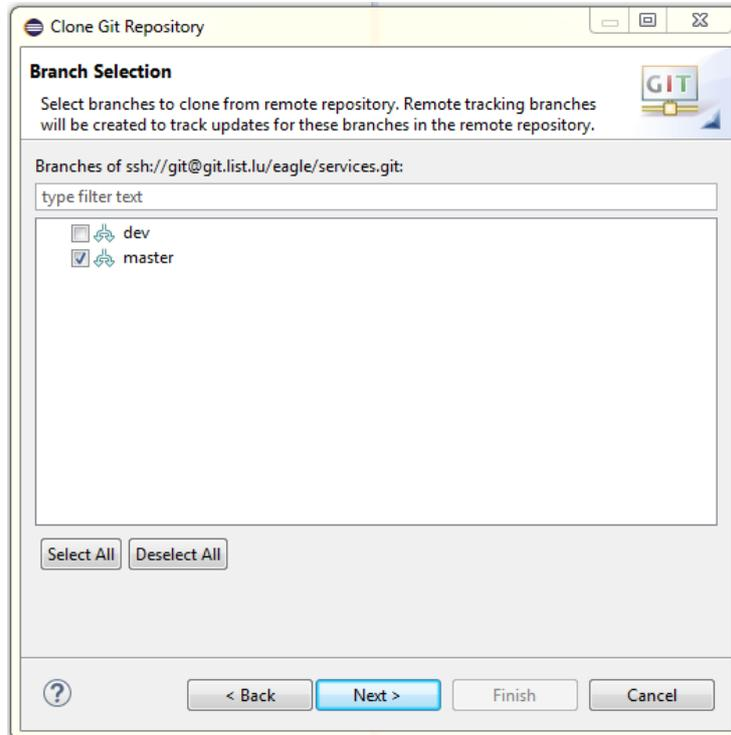 Clone Git Repository
Branch Selection
Select branches to clone from remote repository. Remote tracking branches
will be created to track updates for these branches in the remote repository.
GIT
Branches of ssh://git@git.list.lu/eagle/services.git:
type filter text
dev
master
Select All Deselect All
? < Back Next > Finish Cancel